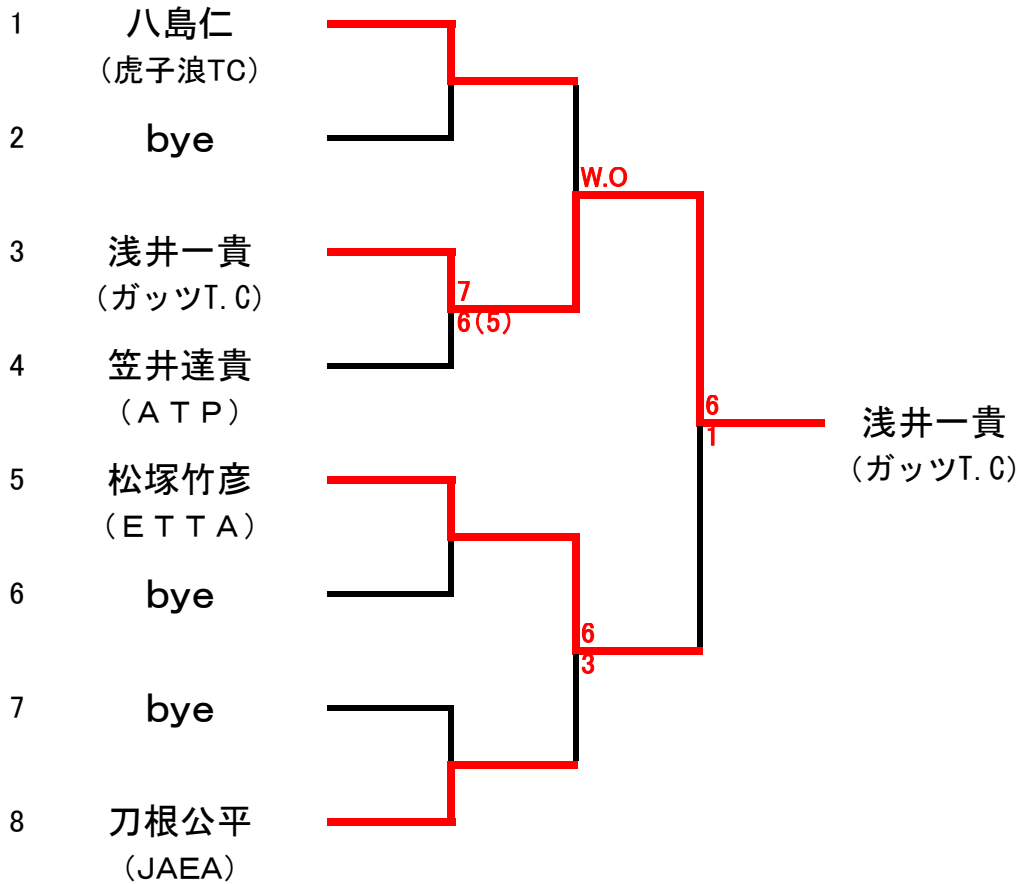 1 八島仁
(虎子浪TC)
2 bye
W.O
3 浅井一貴
(ガッツT.C)
7
6(5)
4 笠井達貴
(ATP)
6
1
浅井一貴
(ガッツT.C)
5 松塚竹彦
(ETTA)
6 bye
6
3
7 bye
8 刀根公平
(JAEA)